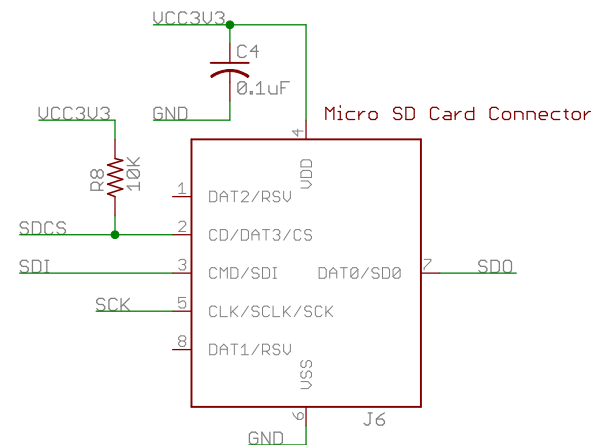 VCC3V3
C4
0.1uF
VCC3V3
GND
Micro SD Card Connector
R8
10K
4
VDD
1
DAT2/RSV
SDCS
2
CD/DAT3/CS
SDI
3
CMD/SDI
DAT0/SD0
7
SDO
SCK
5
CLK/SCLK/SCK
8
DAT1/RSV
VSS
6
J6
GND